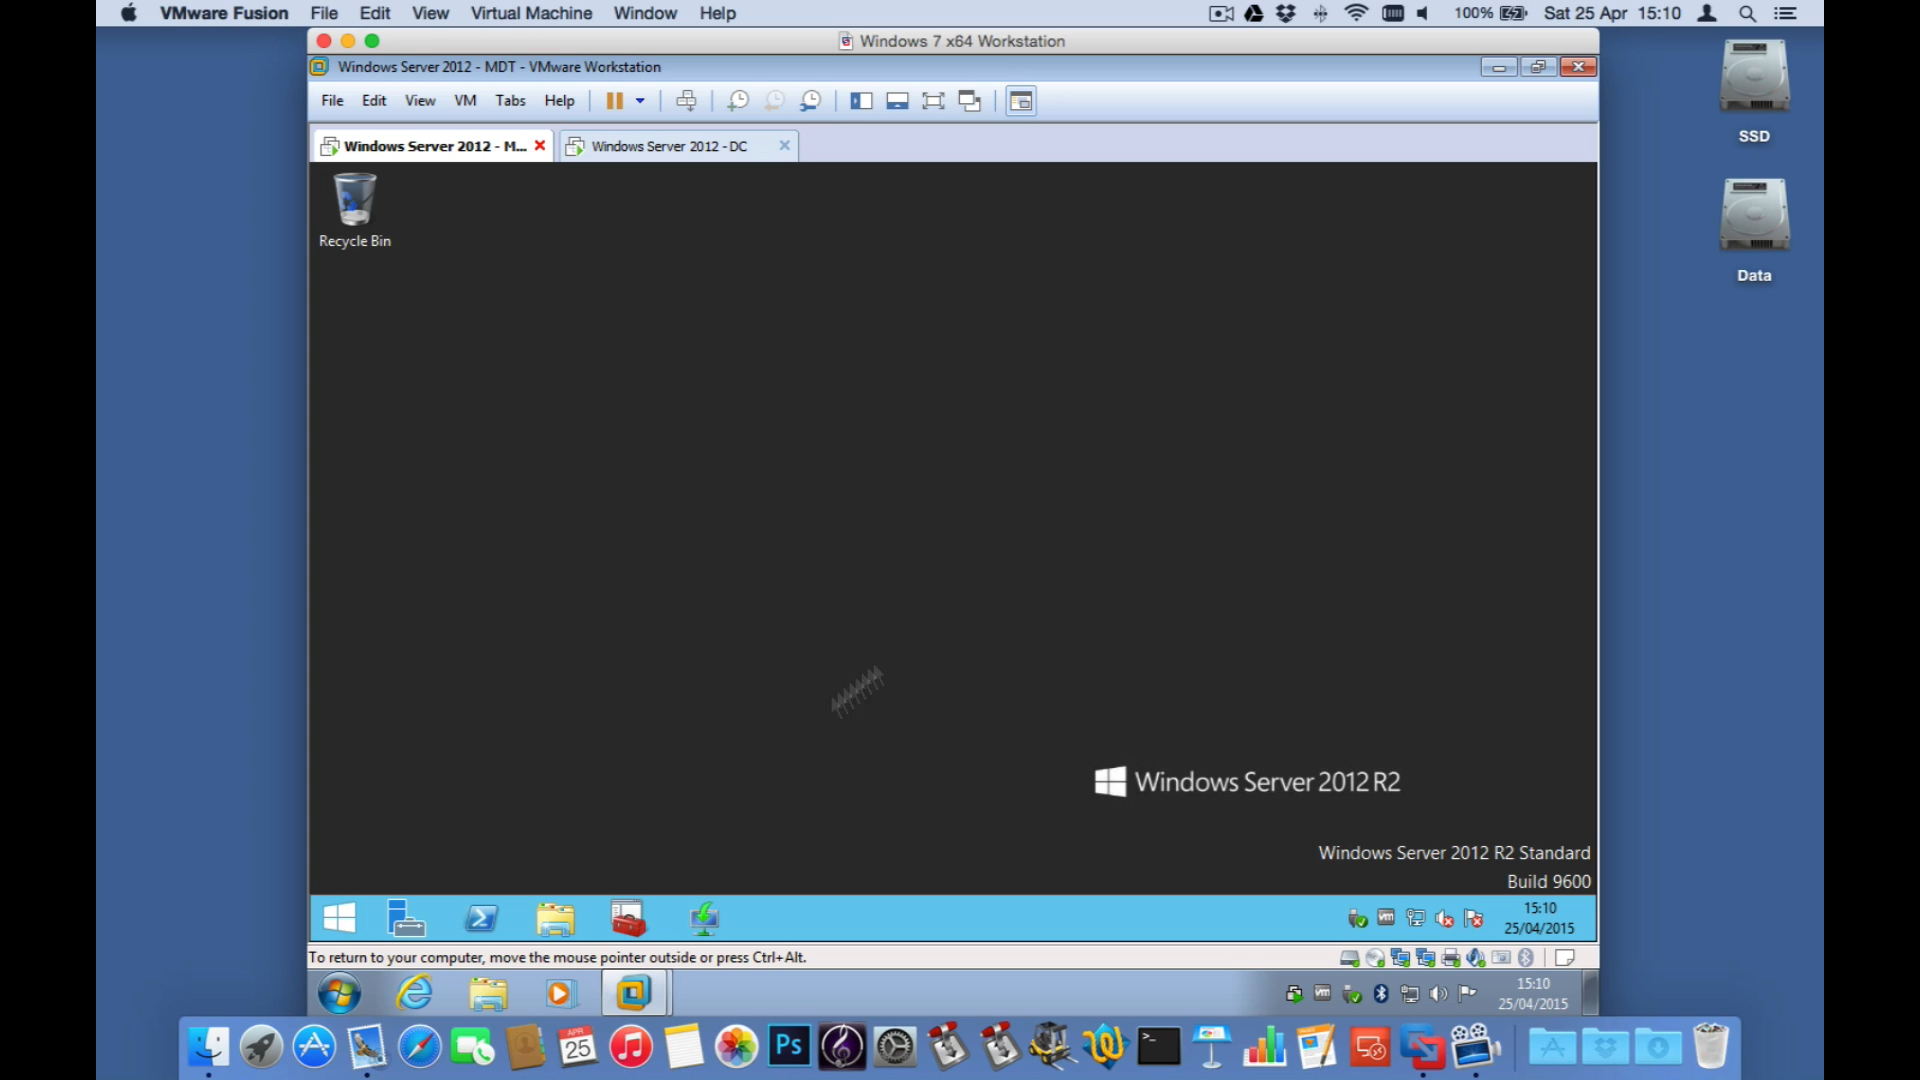 VMware Fusion File Edit View Virtual Machine Window Help 100% Sat 25 Apr 15:10
Windows 7 x64 Workstation
Windows Server 2012 - MDT - VMware Workstation
File Edit View VM Tabs Help
Windows Server 2012 - M... Windows Server 2012 - DC
Recycle Bin
SSD
Data
Windows Server 2012 R2
Windows Server 2012 R2 Standard
Build 9600
15:10
25/04/2015
To return to your computer, move the mouse pointer outside or press Ctrl+Alt.
15:10
25/04/2015
APR
25
Ps